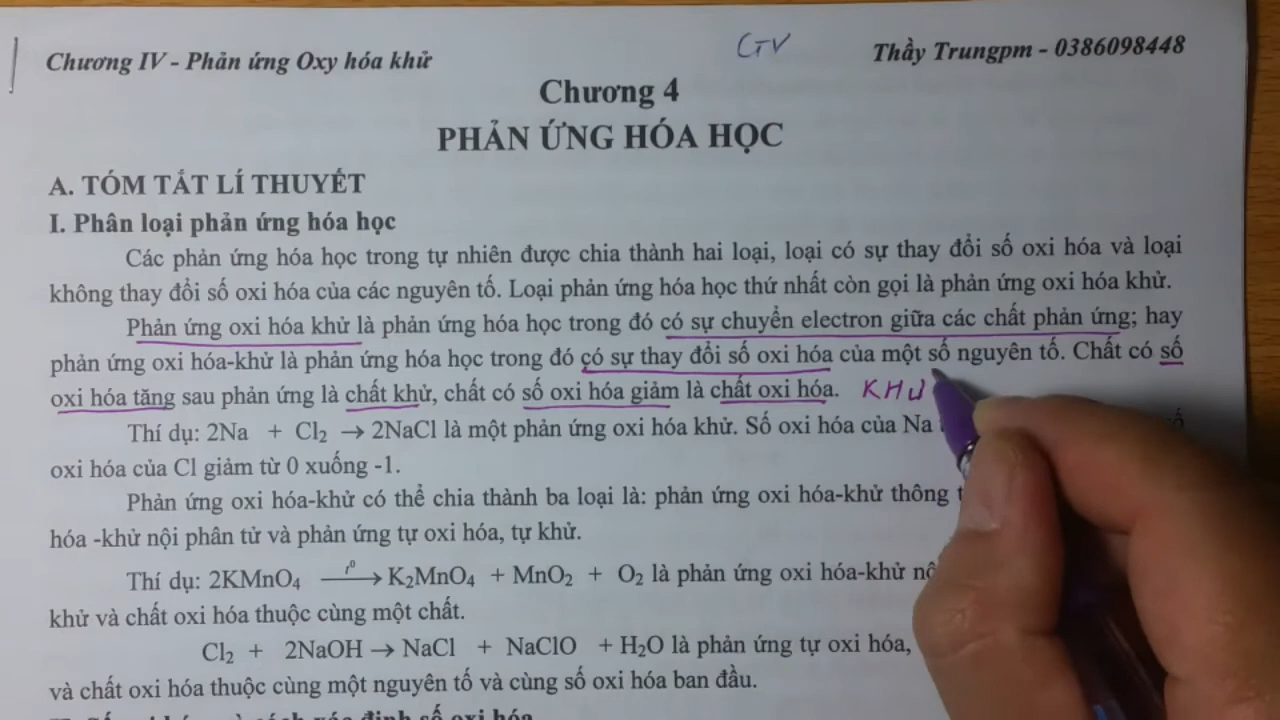 Chương IV - Phản ứng Oxy hóa khử GV Thầy Trungpm - 0386098448
Chương 4
PHẢN ỨNG HÓA HỌC
A. TÓM TẮT LÍ THUYẾT
I. Phân loại phản ứng hóa học
Các phản ứng hóa học trong tự nhiên được chia thành hai loại, loại có sự thay đổi số oxi hóa và loại
không thay đổi số oxi hóa của các nguyên tố. Loại phản ứng hóa học thứ nhất còn gọi là phản ứng oxi hóa khử.
Phản ứng oxi hóa khử là phản ứng hóa học trong đó có sự chuyển electron giữa các chất phản ứng; hay
phản ứng oxi hóa-khử là phản ứng hóa học trong đó có sự thay đổi số oxi hóa của một số nguyên tố. Chất có số
oxi hóa tăng sau phản ứng là chất khử, chất có số oxi hóa giảm là chất oxi hóa. KHử
Thí dụ: 2Na + Cl₂ → 2NaCl là một phản ứng oxi hóa khử. Số oxi hóa của Na số
oxi hóa của Cl giảm từ 0 xuống -1.
Phản ứng oxi hóa-khử có thể chia thành ba loại là: phản ứng oxi hóa-khử thông
hóa -khử nội phân tử và phản ứng tự oxi hóa, tự khử.
Thí dụ: 2KMnO₄ t⁰→ K₂MnO₄ + MnO₂ + O₂ là phản ứng oxi hóa-khử
khử và chất oxi hóa thuộc cùng một chất.
Cl₂ + 2NaOH → NaCl + NaClO + H₂O là phản ứng tự oxi hóa,
và chất oxi hóa thuộc cùng một nguyên tố và cùng số oxi hóa ban đầu.